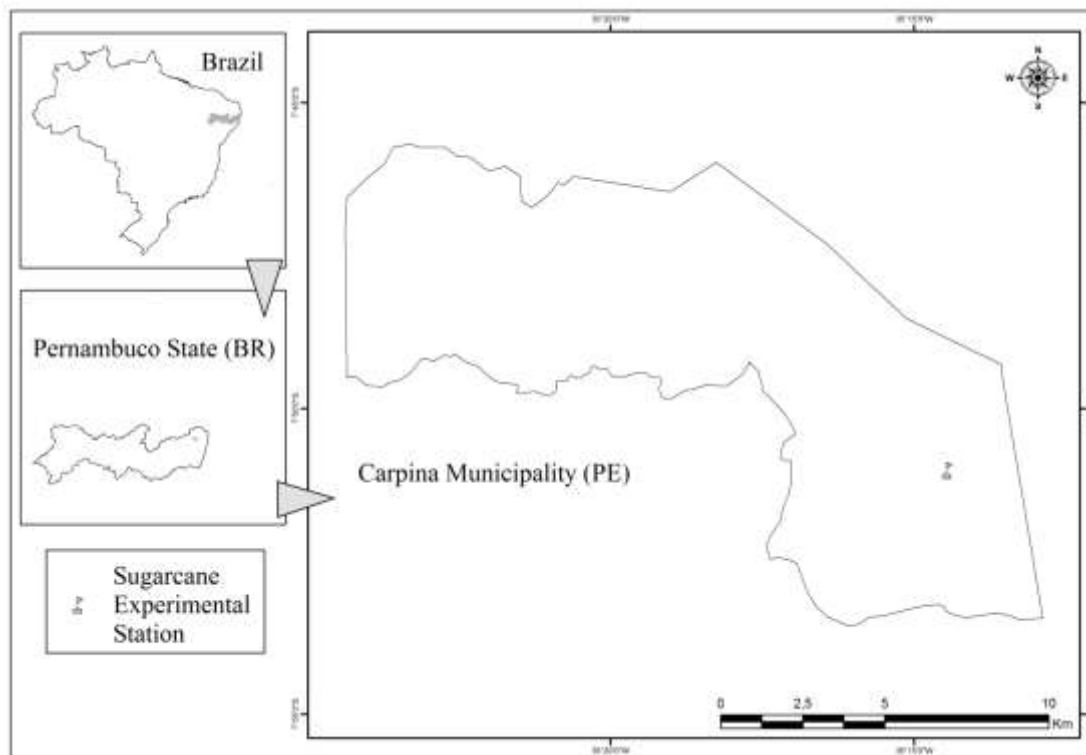 Brazil
Pernambuco State (BR)
Sugarcane
Experimental
Station
Carpina Municipality (PE)
N
W
E
S
0
2,5
5
10
Km